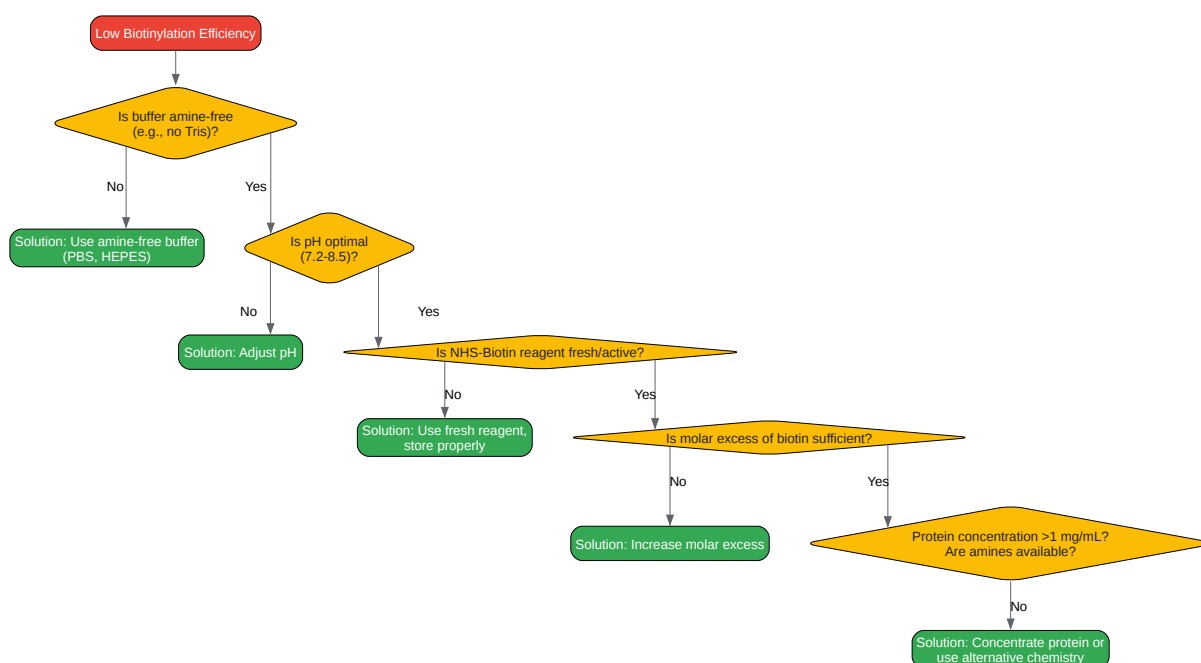 Low Biotinylation Efficiency
Is buffer amine-free
(e.g., no Tris)?
No
Yes
Solution: Use amine-free buffer
(PBS, HEPES)
Is pH optimal
(7.2-8.5)?
No
Yes
Solution: Adjust pH
Is NHS-Biotin reagent fresh/active?
No
Yes
Solution: Use fresh reagent,
store properly
Is molar excess of biotin sufficient?
No
Yes
Solution: Increase molar excess
Protein concentration >1 mg/mL?
Are amines available?
No
Solution: Concentrate protein or
use alternative chemistry